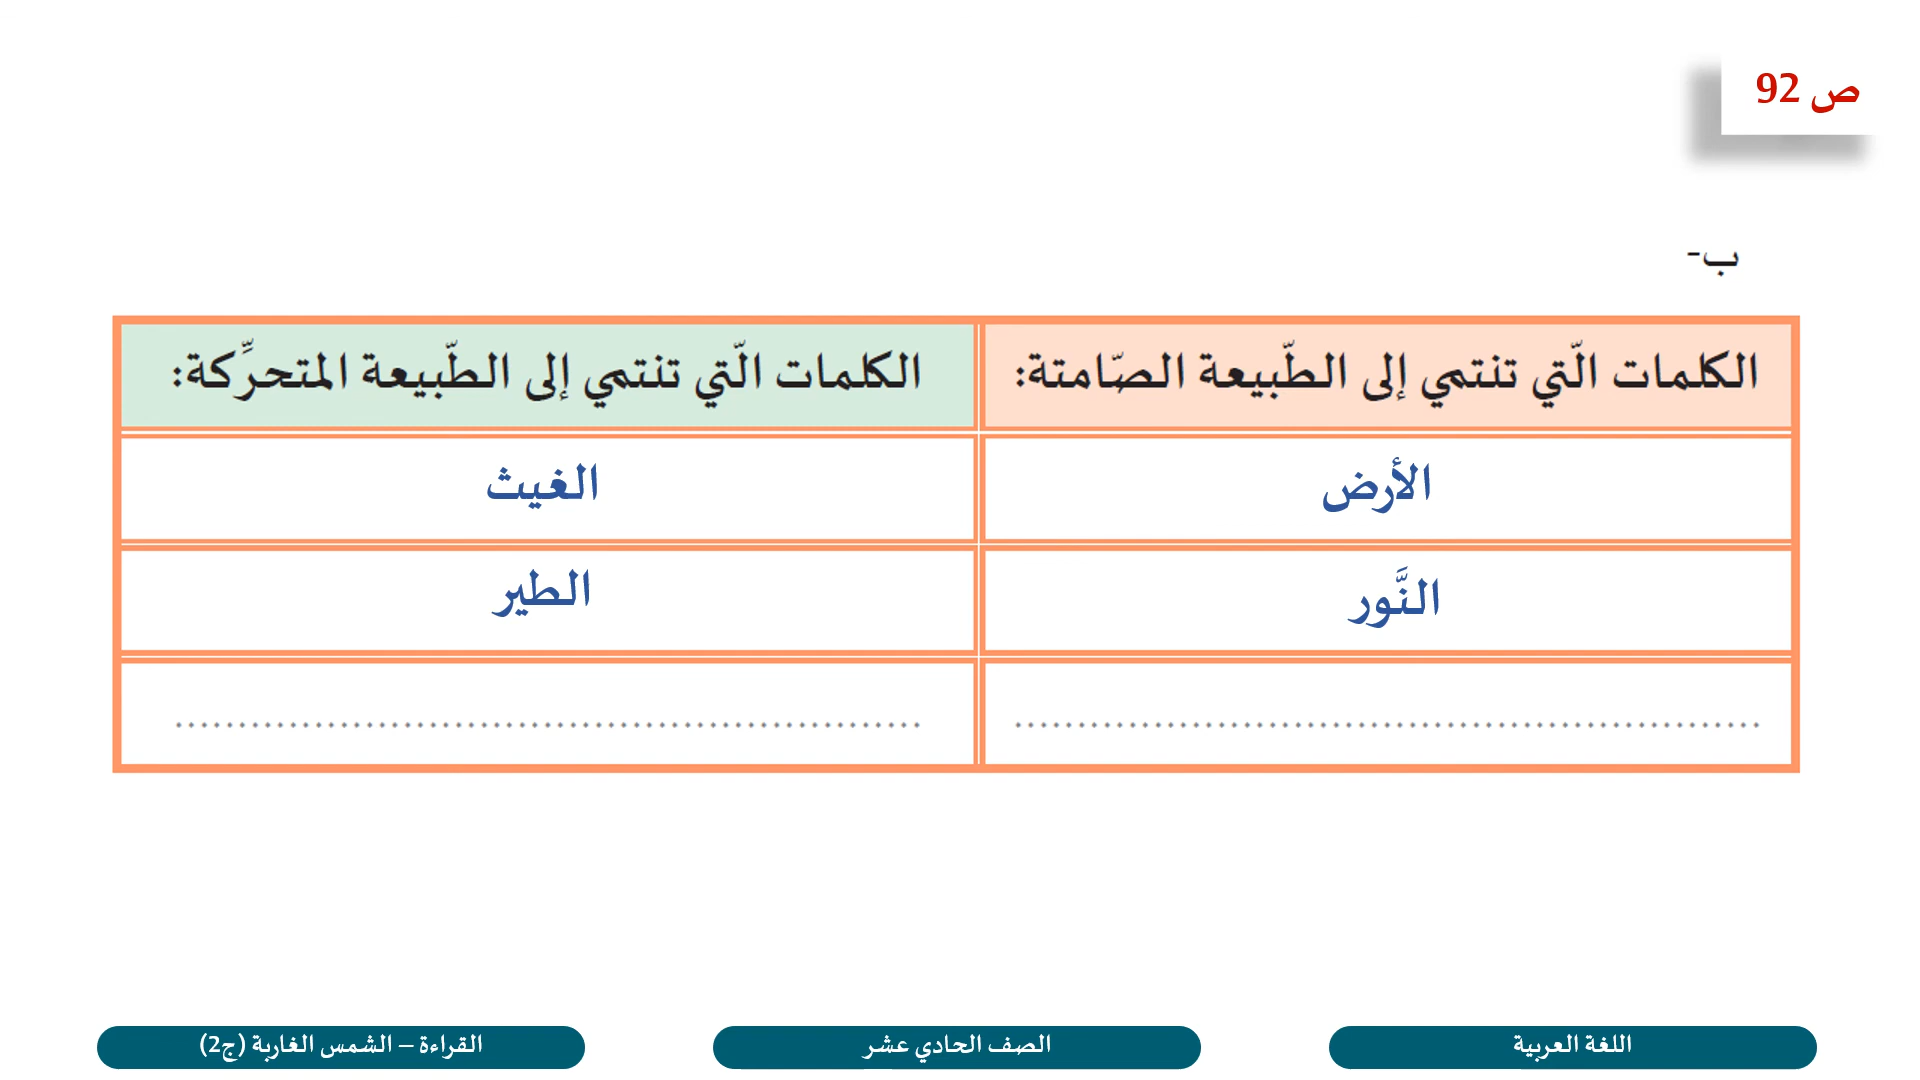 ص 92
ب-
الكلمات الّتي تنتمي إلى الطّبيعة الصّامتة:
الكلمات الّتي تنتمي إلى الطّبيعة المتحرِّكة:
الأرض
الغيث
النَّور
الطير
اللغة العربية
الصف الحادي عشر
القراءة – الشمس الغاربة (ج2)